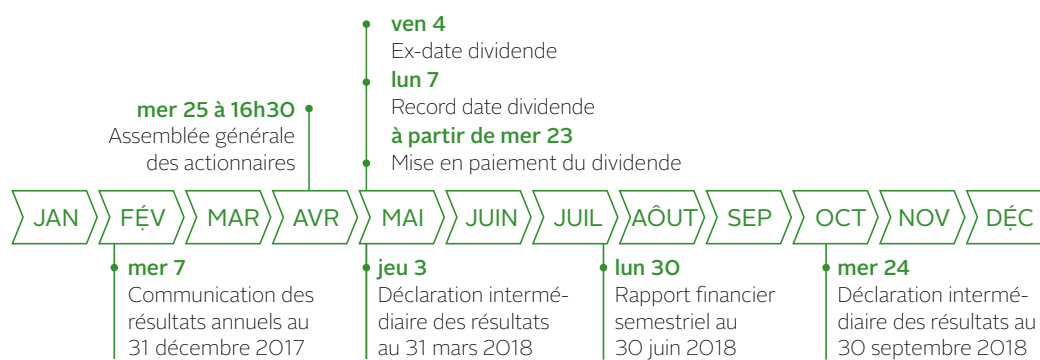 ven 4
Ex-date dividende
lun 7
Record date dividende
à partir de mer 23
Mise en paiement du dividende
mer 25 à 16h30
Assemblée générale
des actionnaires
JAN
FÉV
MAR
AVR
MAI
JUIN
JUIL
AÔUT
SEP
OCT
NOV
DÉC
mer 7
Communication des
résultats annuels au
31 décembre 2017
jeu 3
Déclaration intermé-
diaire des résultats
au 31 mars 2018
lun 30
Rapport financier
semestriel au
30 juin 2018
mer 24
Déclaration intermé-
diaire des résultats au
30 septembre 2018